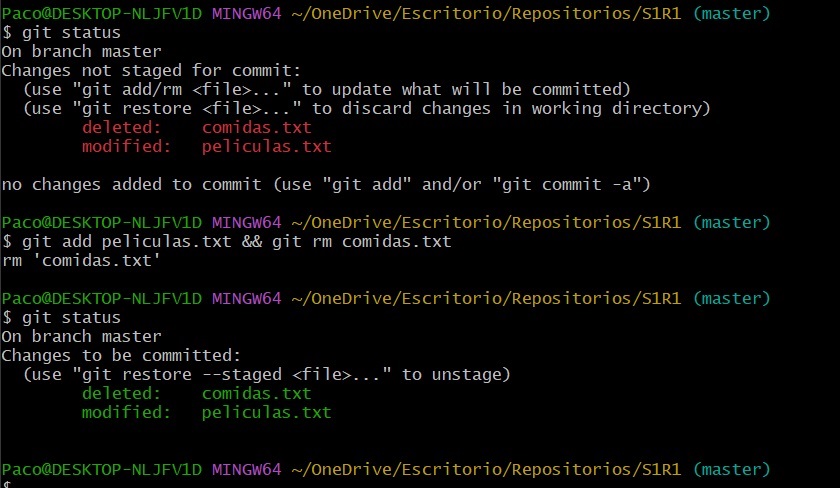 Paco@DESKTOP-NLJFV1D MINGW64 ~/OneDrive/Escritorio/Repositorios/S1R1 (master)
$ git status
On branch master
Changes not staged for commit:
  (use "git add/rm <file>..." to update what will be committed)
  (use "git restore <file>..." to discard changes in working directory)
        deleted:    comidas.txt
        modified:   peliculas.txt

no changes added to commit (use "git add" and/or "git commit -a")

Paco@DESKTOP-NLJFV1D MINGW64 ~/OneDrive/Escritorio/Repositorios/S1R1 (master)
$ git add peliculas.txt && git rm comidas.txt
rm 'comidas.txt'

Paco@DESKTOP-NLJFV1D MINGW64 ~/OneDrive/Escritorio/Repositorios/S1R1 (master)
$ git status
On branch master
Changes to be committed:
  (use "git restore --staged <file>..." to unstage)
        deleted:    comidas.txt
        modified:   peliculas.txt


Paco@DESKTOP-NLJFV1D MINGW64 ~/OneDrive/Escritorio/Repositorios/S1R1 (master)
$